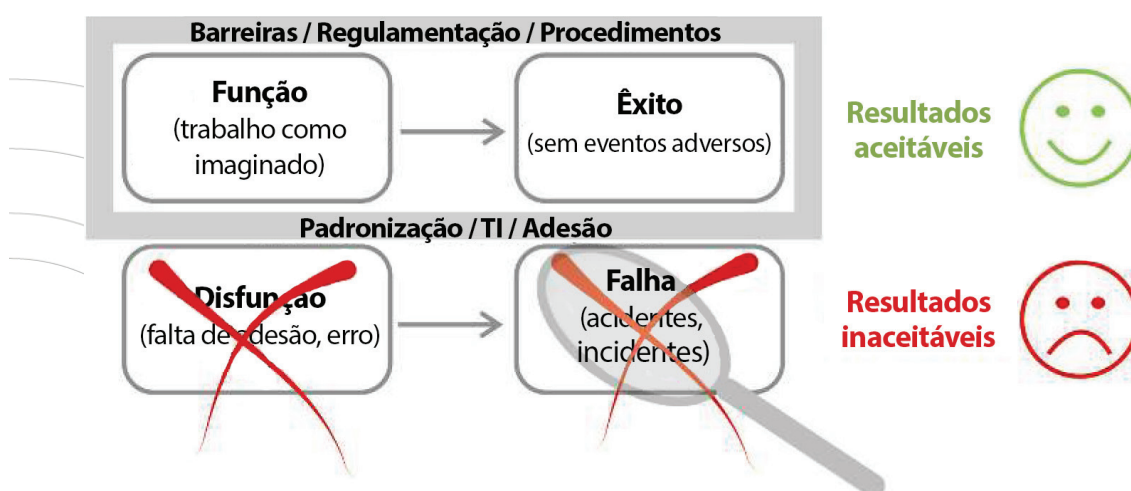 Barreiras / Regulamentação / Procedimentos
Função
(trabalho como
imaginado)
Êxito
(sem eventos adversos)
Resultados
aceitáveis
Padronização / TI / Adesão
Disfunção
(falta de adesão, erro)
Falha
(acidentes,
incidentes)
Resultados
inaceitáveis